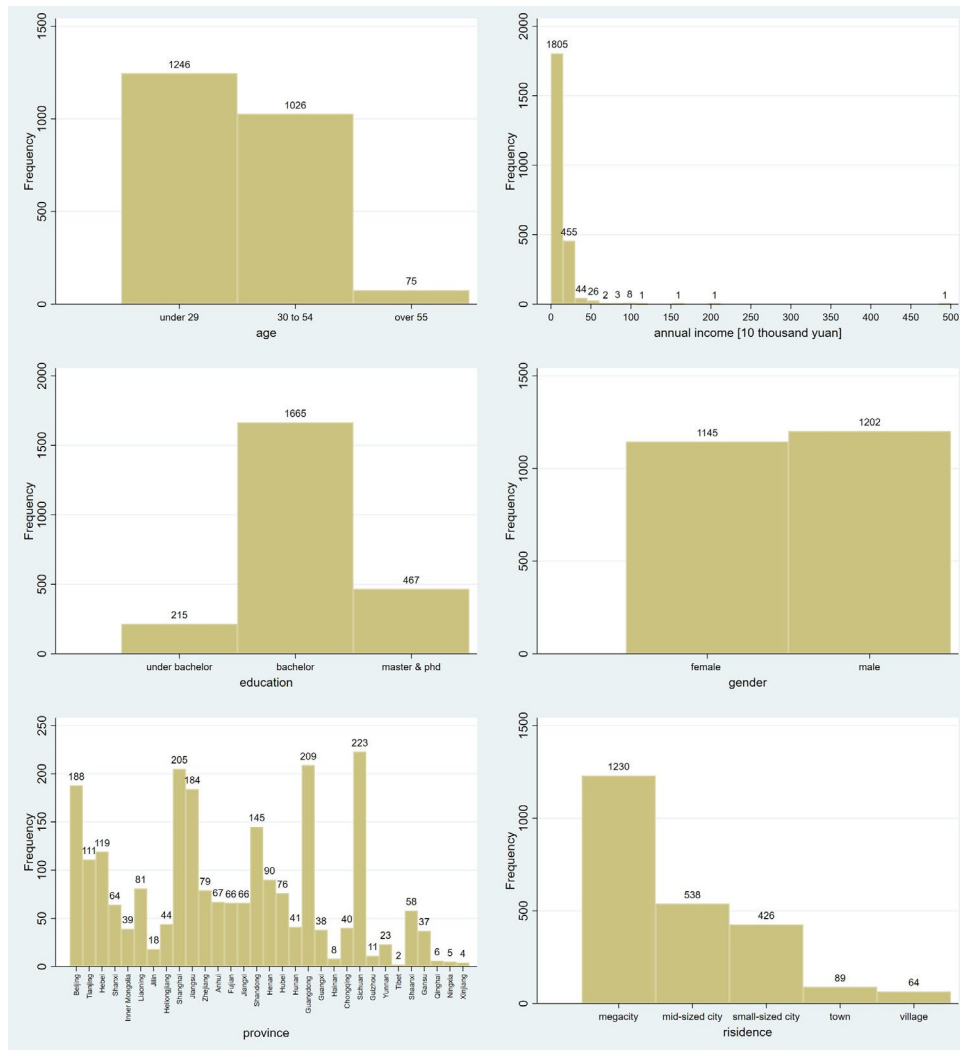 1500
1000
500
0
Frequency
1246
1026
75
under 29
30 to 54
over 55
age
2000
1500
1000
500
0
Frequency
1805
455
44
26
2
3
8
1
1
1
1
0
50
100
150
200
250
300
350
400
450
500
annual income [10 thousand yuan]
2000
1500
1000
500
0
Frequency
215
1665
467
under bachelor
bachelor
master & phd
education
1500
1000
500
0
Frequency
1145
1202
female
male
gender
250
200
150
100
50
0
Frequency
188
111
119
64
39
81
18
44
205
184
79
67
66
66
145
90
76
41
209
38
8
40
223
11
23
2
58
37
6
5
4
Beijing
Tianjing
Hebei
Shanxi
Inner Mongolia
Liaoning
Jilin
Heilongjiang
Shanghai
Jiangsu
Zhejiang
Anhui
Fujian
Jiangxi
Shandong
Henan
Hubei
Hunan
Guangdong
Guangxi
Hainan
Chongqing
Sichuan
Guizhou
Yunnan
Tibet
Shaanxi
Gansu
Qinghai
Ningxia
Xinjiang
province
1500
1000
500
0
Frequency
1230
538
426
89
64
megacity
mid-sized city
small-sized city
town
village
risidence